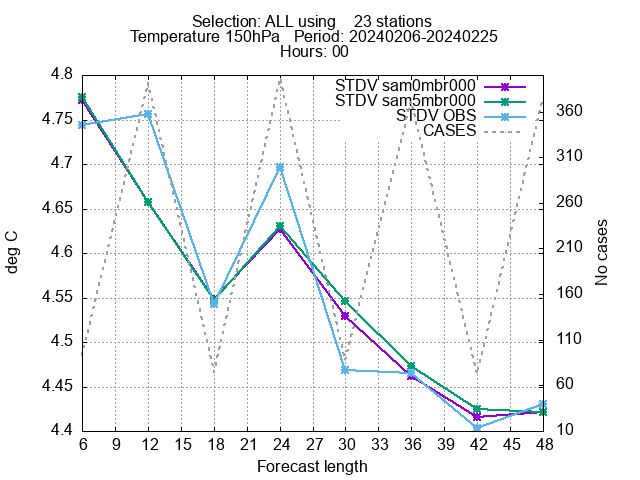 Selection: ALL using 23 stations
Temperature 150hPa Period: 20240206-20240225
Hours: 00
STDV sam0mbr000
STDV sam5mbr000
STDV OBS
CASES
4.8
4.75
4.7
4.65
4.6
4.55
4.5
4.45
4.4
deg C
360
310
260
210
160
110
60
10
No cases
6 9 12 15 18 21 24 27 30 33 36 39 42 45 48
Forecast length